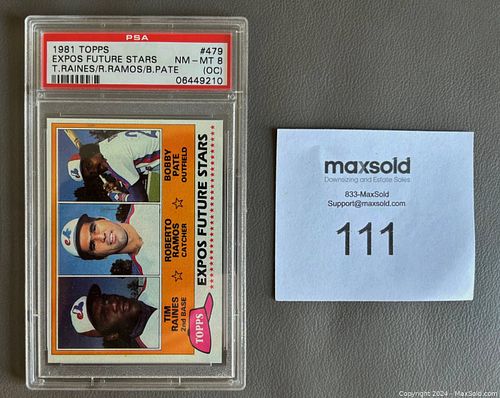 PSA
1981 TOPPS #479
EXPOS FUTURE STARS NM - MT 8
T.RAINES/R.RAMOS/B.PATE (OC)
06449210
BOBBY
PATE
OUTFIELD
ROBERTO
RAMOS
CATCHER
TIM
RAINES
2nd BASE
EXPOS FUTURE STARS
TOPPS
maxsold
Downsizing and Estate Sales
833-MaxSold
Support@maxsold.com
111
Copyright 2024 - MaxSold.com